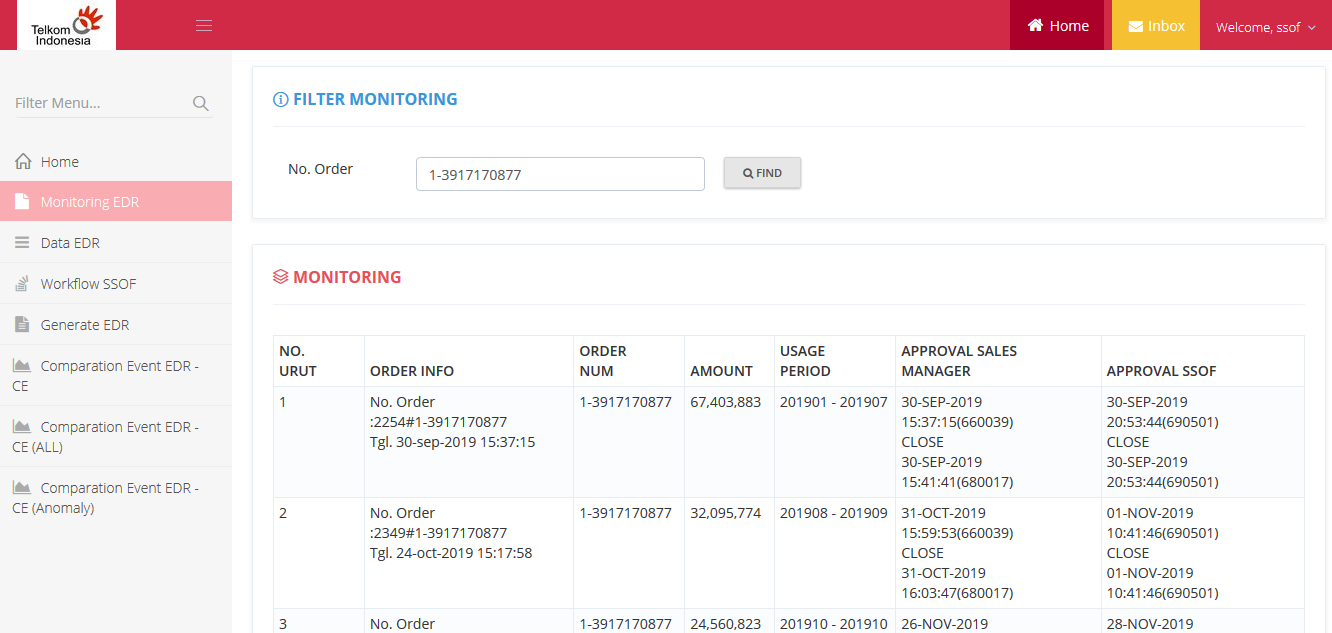 Telkom
Indonesia
Home
Inbox
Welcome, ssof
Filter Menu...
Home
Monitoring EDR
Data EDR
Workflow SSOF
Generate EDR
Comparation Event EDR -
CE
Comparation Event EDR -
CE (ALL)
Comparation Event EDR -
CE (Anomaly)
FILTER MONITORING
No. Order
1-3917170877
FIND
MONITORING
NO.
URUT
ORDER INFO
ORDER
NUM
AMOUNT
USAGE
PERIOD
APPROVAL SALES
MANAGER
APPROVAL SSOF
1
No. Order
:2254#1-3917170877
Tgl. 30-sep-2019 15:37:15
1-3917170877
67,403,883
201901 - 201907
30-SEP-2019
15:37:15(660039)
CLOSE
30-SEP-2019
15:41:41(680017)
30-SEP-2019
20:53:44(690501)
CLOSE
30-SEP-2019
20:53:44(690501)
2
No. Order
:2349#1-3917170877
Tgl. 24-oct-2019 15:17:58
1-3917170877
32,095,774
201908 - 201909
31-OCT-2019
15:59:53(660039)
CLOSE
31-OCT-2019
16:03:47(680017)
01-NOV-2019
10:41:46(690501)
CLOSE
01-NOV-2019
10:41:46(690501)
3
No. Order
1-3917170877
24,560,823
201910 - 201910
26-NOV-2019
28-NOV-2019